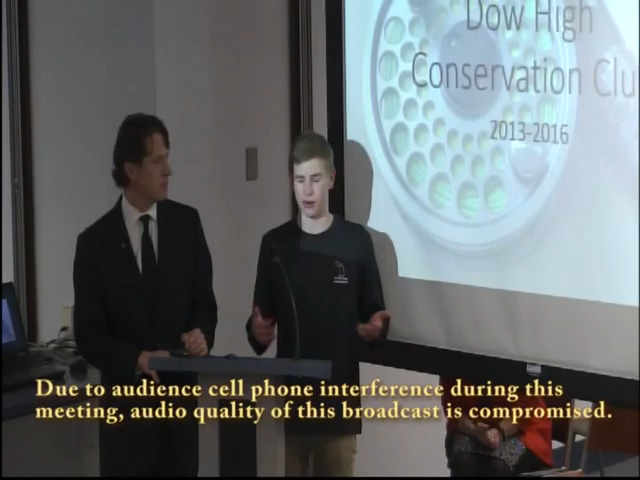 Dow High
Conservation Clu
2013-2016
Due to audience cell phone interference during this
meeting, audio quality of this broadcast is compromised.